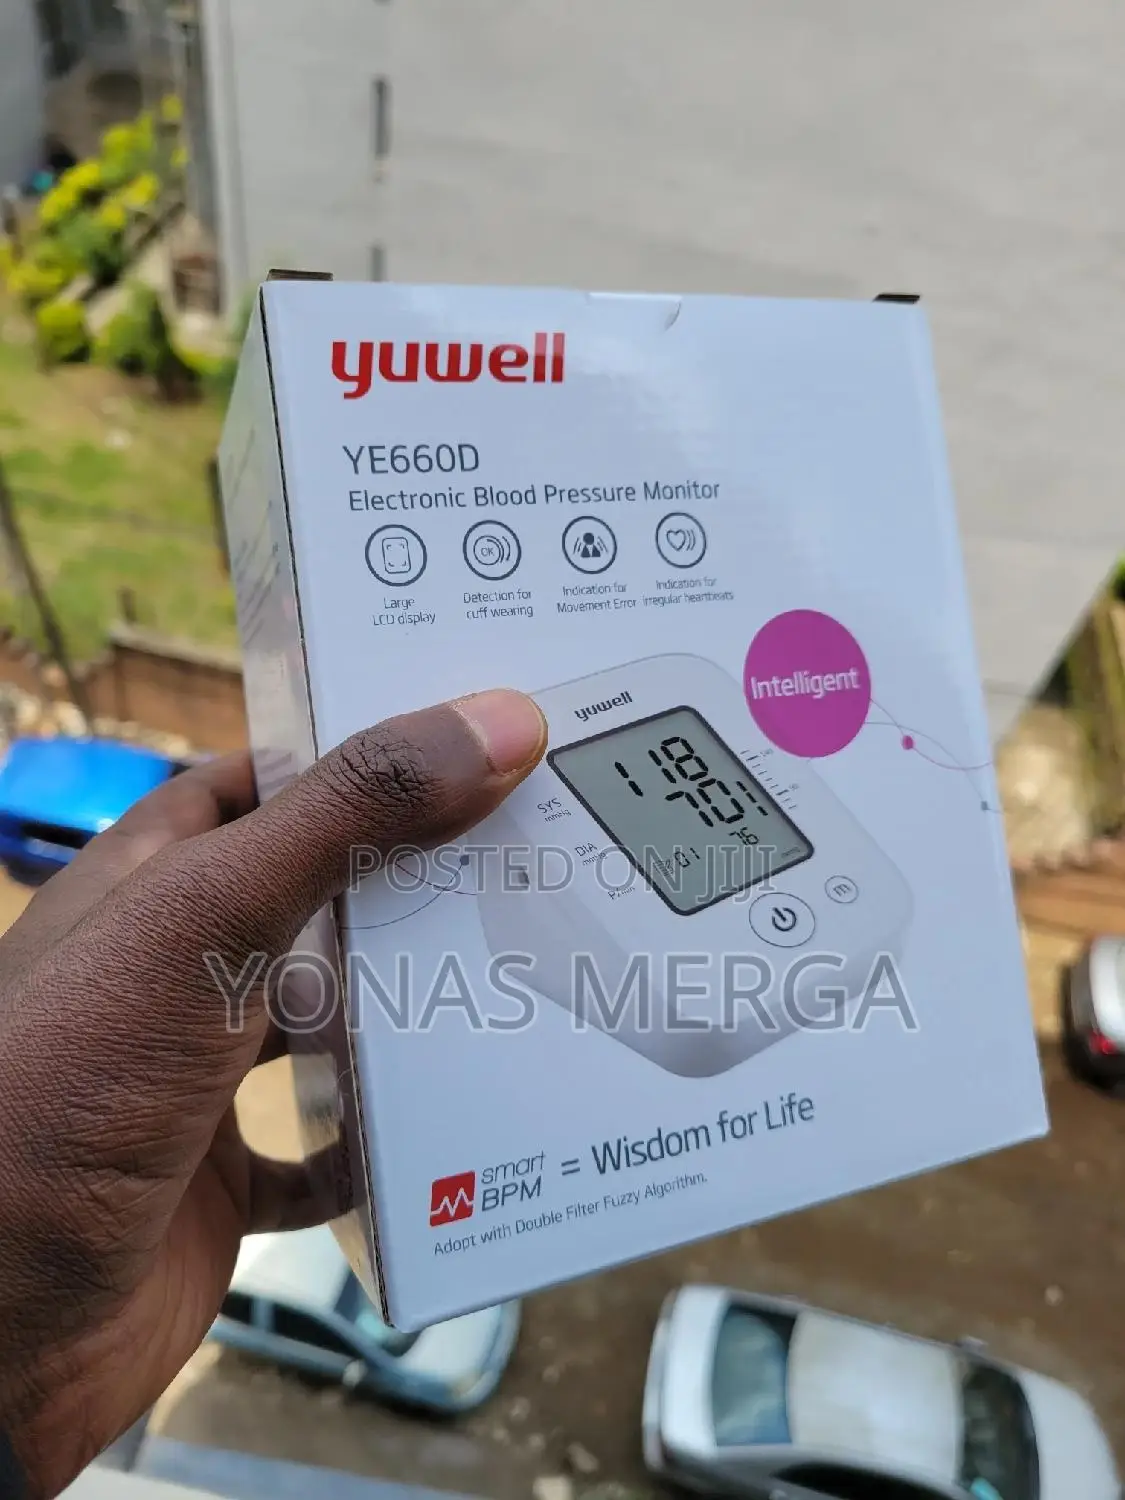 yuwell
YE660D
Electronic Blood Pressure Monitor
Large
LCD display
Detection for
cuff wearing
Indication for
Movement Error
Indication for
irregular heartbeats
Intelligent
yuwell
118
70
76
01
SYS
mmHg
DIA
m
POSTED ON JIJI
YONAS MERGA
smart
BPM
= Wisdom for Life
Adopt with Double Filter Fuzzy Algorithm.